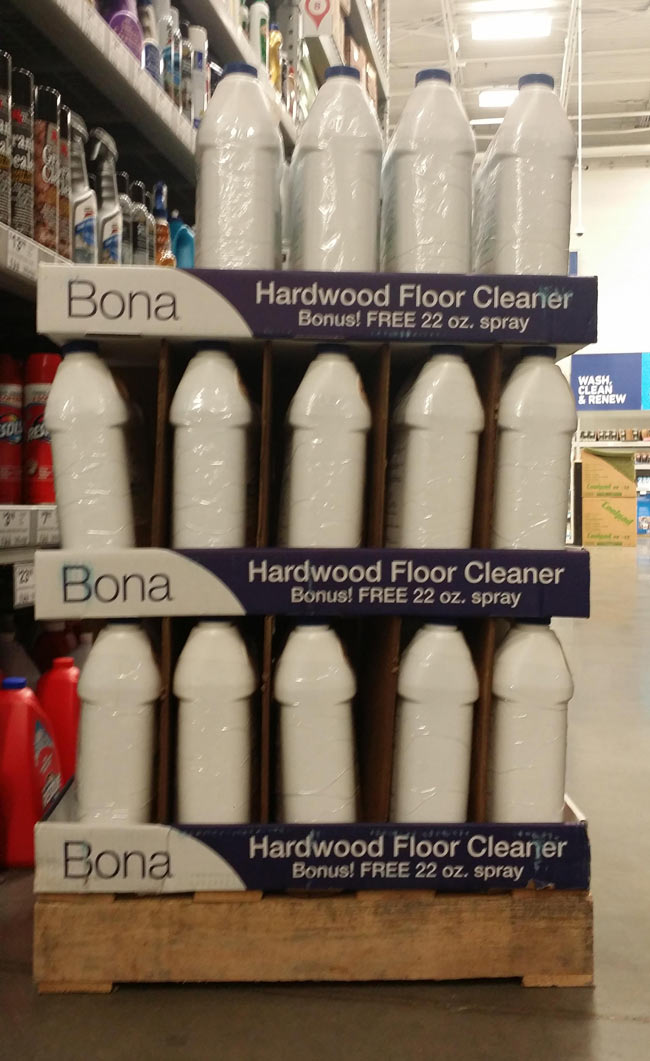 8
Bona
Hardwood Floor Cleaner
Bonus! FREE 22 oz. spray
WASH,
CLEAN
& RENEW
Bona
Hardwood Floor Cleaner
Bonus! FREE 22 oz. spray
Bona
Hardwood Floor Cleaner
Bonus! FREE 22 oz. spray